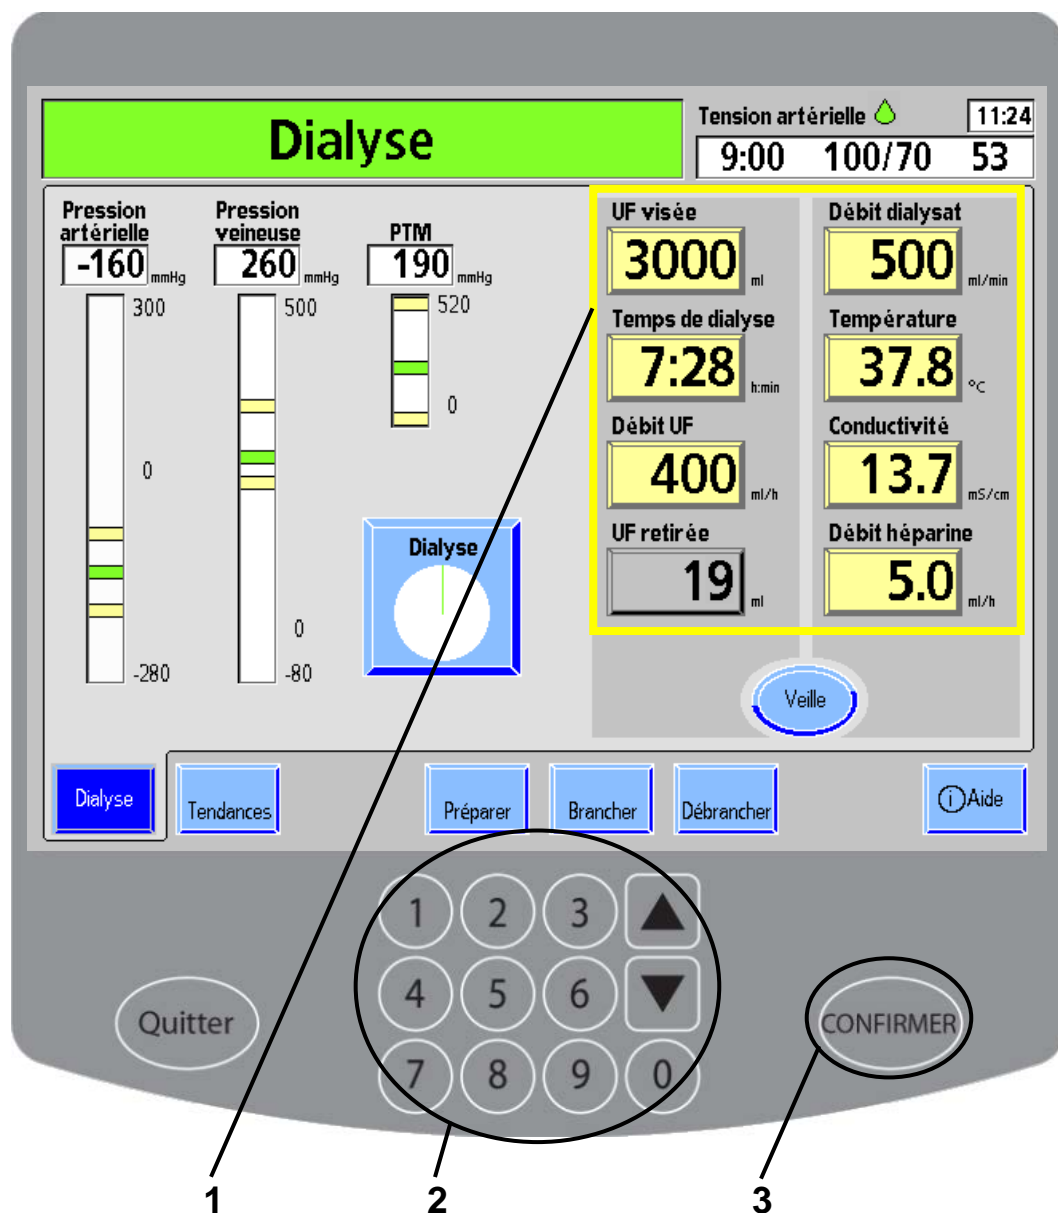 Dialyse
Tension artérielle
11:24
9:00 100/70 53
Pression
artérielle
-160 mmHg
300
0
-280
Pression
veineuse
260 mmHg
500
0
-80
PTM
190 mmHg
520
0
Dialyse
UF visée
3000 ml
Temps de dialyse
7:28 h:min
Débit UF
400 ml/h
UF retirée
19 ml
Débit dialysat
500 ml/min
Température
37.8 °C
Conductivité
13.7 mS/cm
Débit héparine
5.0 ml/h
Veille
Dialyse
Tendances
Préparer
Brancher
Débrancher
i Aide
1 2 3
4 5 6
7 8 9 0
Quitter
CONFIRMER
1 2 3